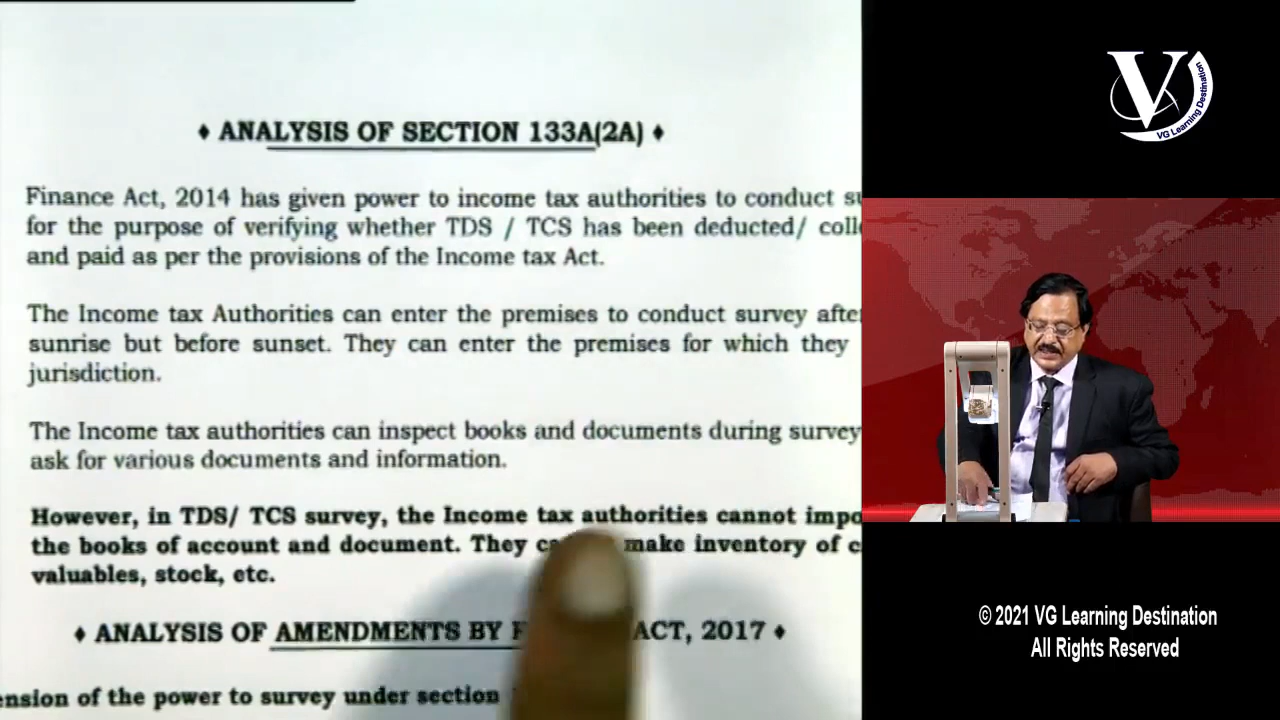 ♦ ANALYSIS OF SECTION 133A(2A) ♦
Finance Act, 2014 has given power to income tax authorities to conduct
for the purpose of verifying whether TDS / TCS has been deducted/
and paid as per the provisions of the Income tax Act.
The Income tax Authorities can enter the premises to conduct survey
sunrise but before sunset. They can enter the premises for which they
jurisdiction.
The Income tax authorities can inspect books and documents during survey
ask for various documents and information.
However, in TDS/ TCS survey, the Income tax authorities cannot
the books of account and document. They make inventory of
valuables, stock, etc.
♦ ANALYSIS OF AMENDMENTS BY ACT, 2017 ♦
of the power to survey under section
V
VG Learning Destination
© 2021 VG Learning Destination
All Rights Reserved